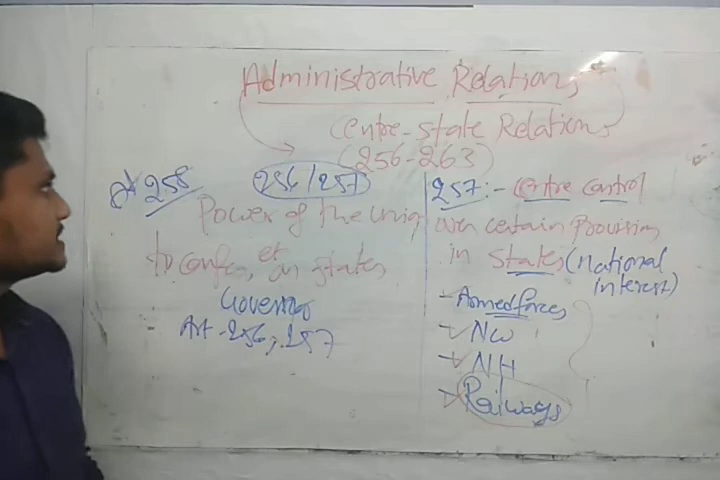 Administrative Relations
Centre-State Relations
(256-263)
Art 258
256/257
Power of the union
to confer, et on states
Governor
Art-256, 257
257:- Centre Control
over certain Provisions
in States (national
interest)
- Armed forces
- NW
- NH
- Railways